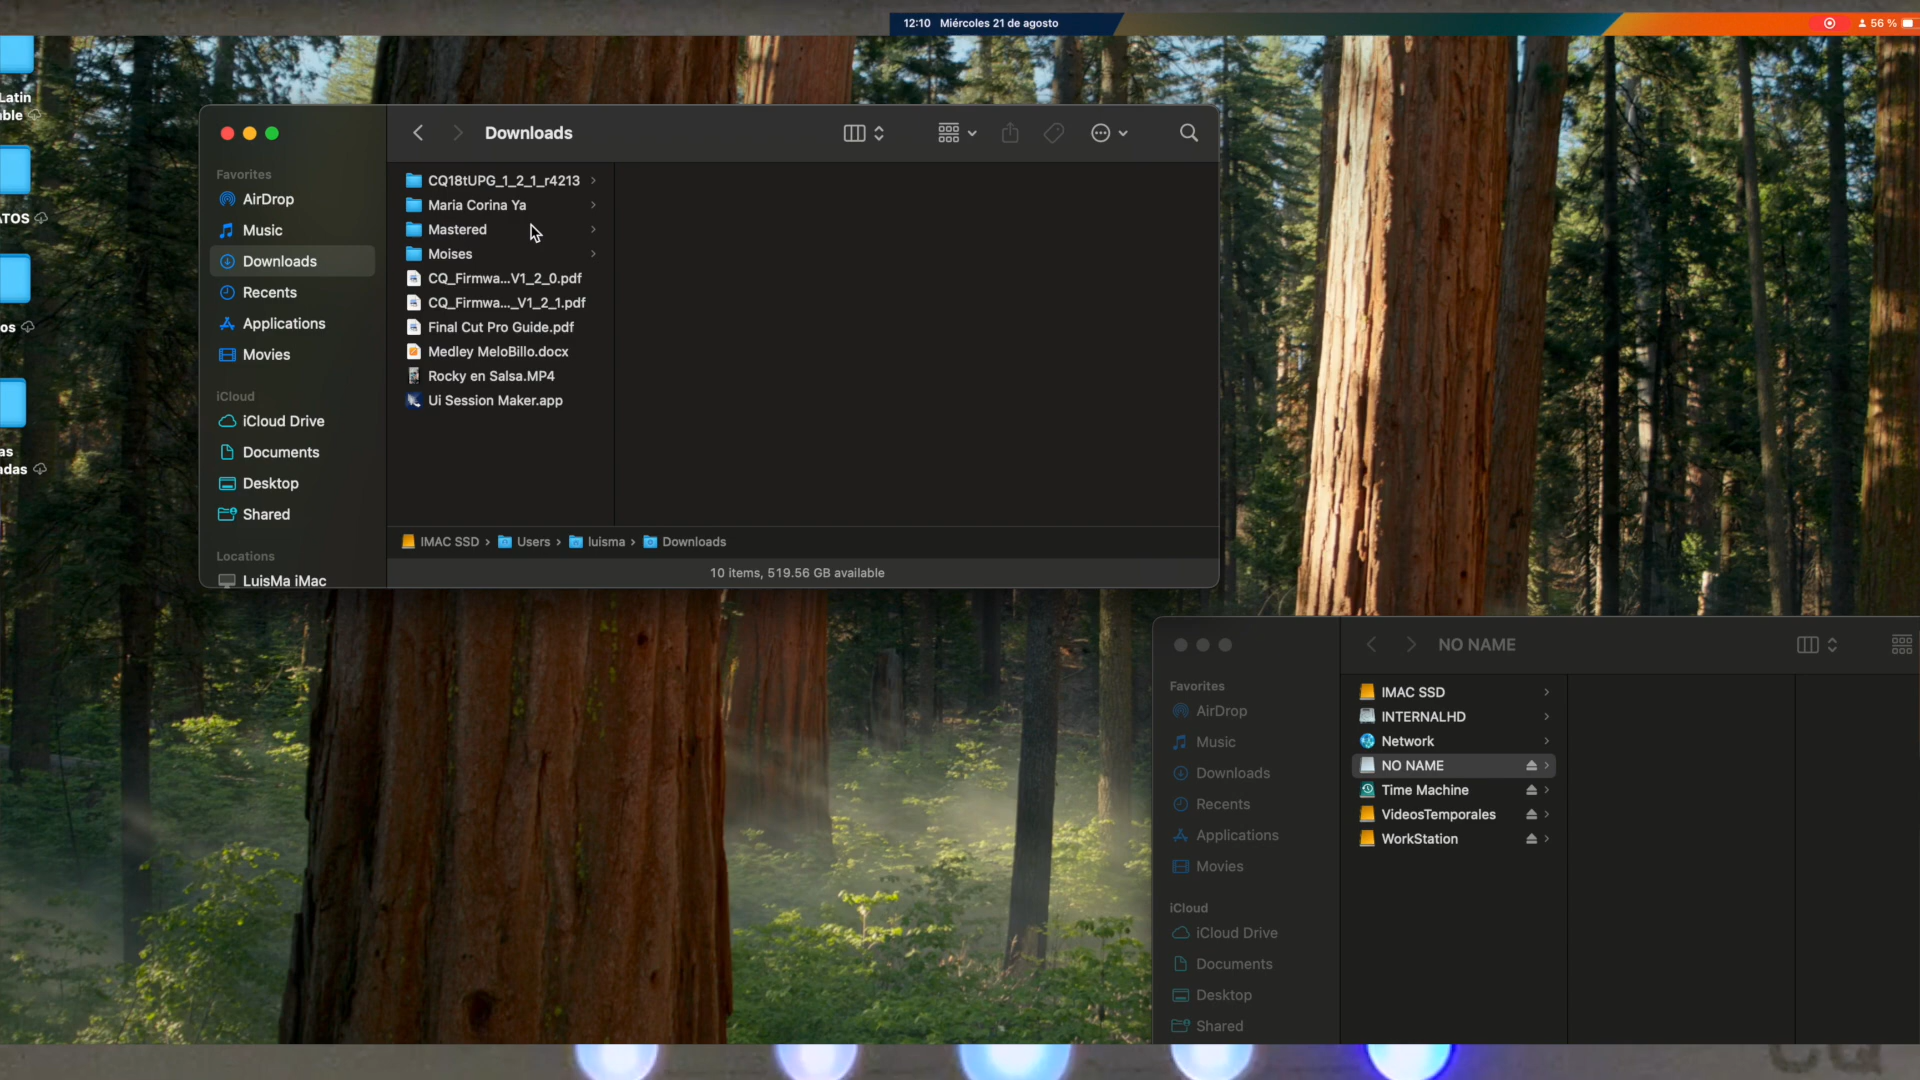 12:10 Miércoles 21 de agosto
56 %
Latin
ble
ATOS
os
as
adas
Downloads
Favorites
AirDrop
Music
Downloads
Recents
Applications
Movies
iCloud
iCloud Drive
Documents
Desktop
Shared
Locations
LuisMa iMac
CQ18tUPG_1_2_1_r4213
Maria Corina Ya
Mastered
Moises
CQ_Firmwa...V1_2_0.pdf
CQ_Firmwa..._V1_2_1.pdf
Final Cut Pro Guide.pdf
Medley MeloBillo.docx
Rocky en Salsa.MP4
Ui Session Maker.app
IMAC SSD › Users › luisma › Downloads
10 items, 519.56 GB available
NO NAME
Favorites
AirDrop
Music
Downloads
Recents
Applications
Movies
iCloud
iCloud Drive
Documents
Desktop
Shared
IMAC SSD
INTERNALHD
Network
NO NAME
Time Machine
VideosTemporales
WorkStation
CQ